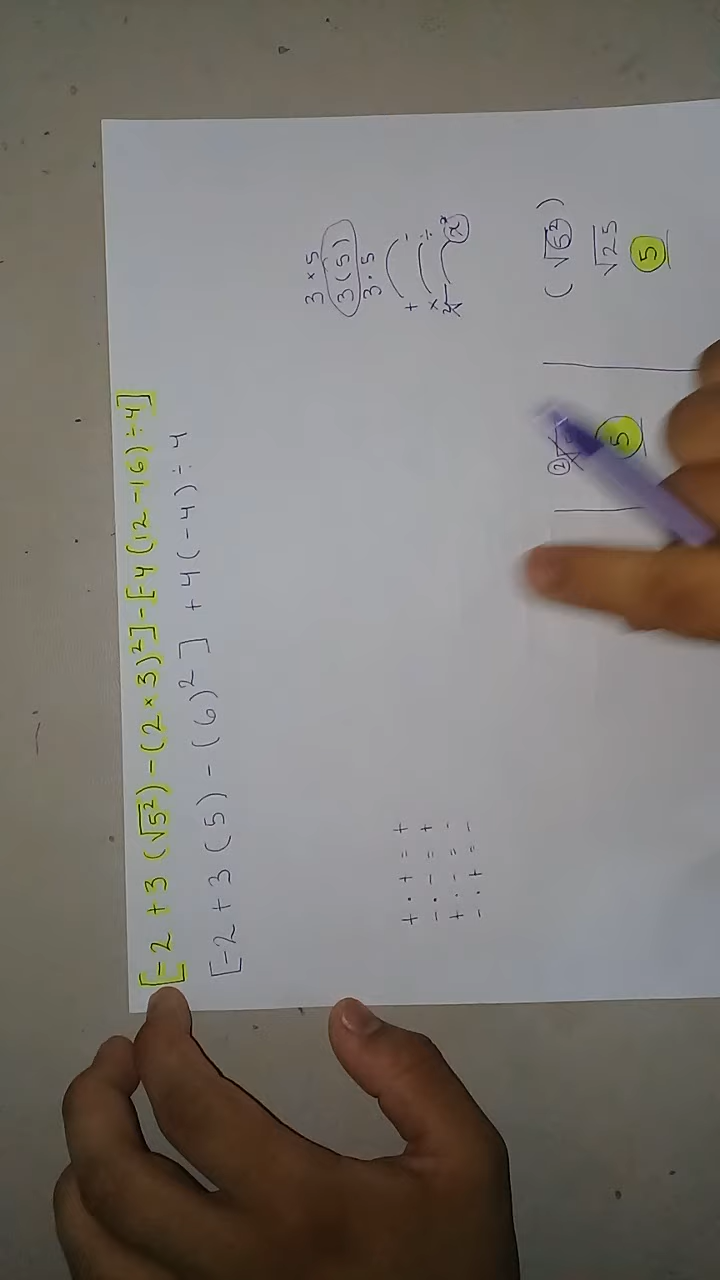 [-2 + 3 (√5²) - (2 × 3)²] - [-4 (12 - 16) ÷ 4]
[-2 + 3 (5) - (6)² ] + 4 (-4) ÷ 4
3 × 5
3 (5)
3 · 5
+ -
× ÷
+ · + = +
- · - = +
+ · - = -
- · + = -
2
5
√25
5